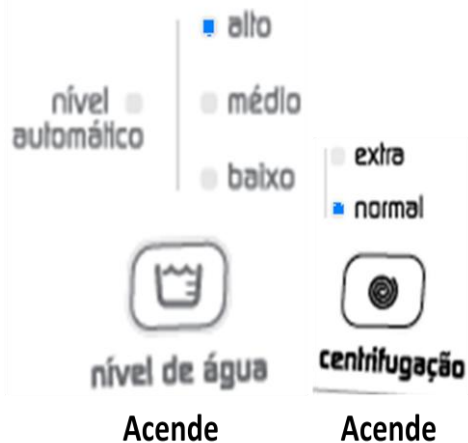 alto
nível
automático
médio
baixo
extra
normal
nível de água
centrifugação
Acende
Acende